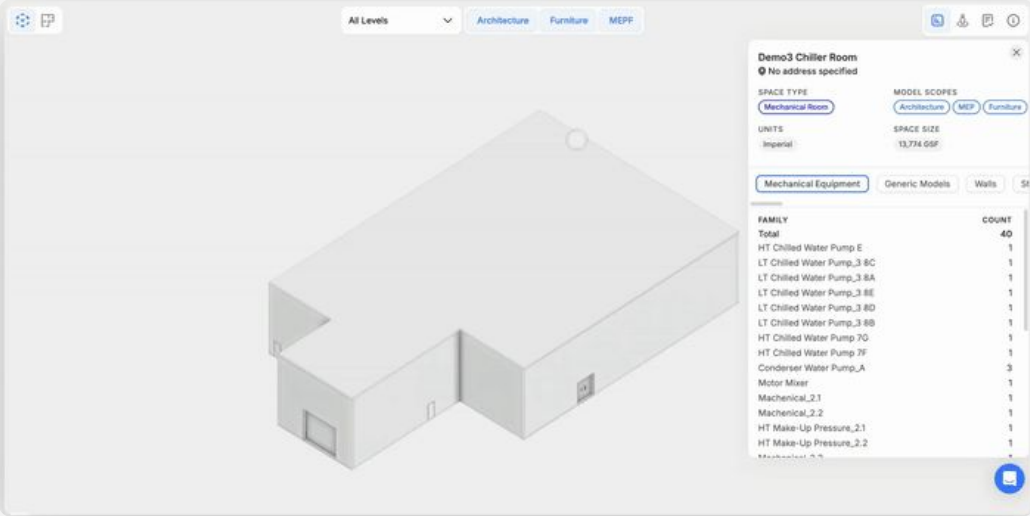 All Levels
Architecture Furniture MEPF
Demo3 Chiller Room
No address specified
SPACE TYPE MODEL SCOPES
Mechanical Room Architecture MEP Furniture
UNITS SPACE SIZE
Imperial 13,774 GSF
Mechanical Equipment Generic Models Walls St
FAMILY COUNT
Total 40
HT Chilled Water Pump E 1
LT Chilled Water Pump_3 8C 1
LT Chilled Water Pump_3 8A 1
LT Chilled Water Pump_3 8E 1
LT Chilled Water Pump_3 8D 1
LT Chilled Water Pump_3 8B 1
HT Chilled Water Pump 7G 1
HT Chilled Water Pump 7F 1
Conderser Water Pump_A 3
Motor Mixer 1
Machenical_2.1 1
Machenical_2.2 1
HT Make-Up Pressure_2.1 1
HT Make-Up Pressure_2.2 1